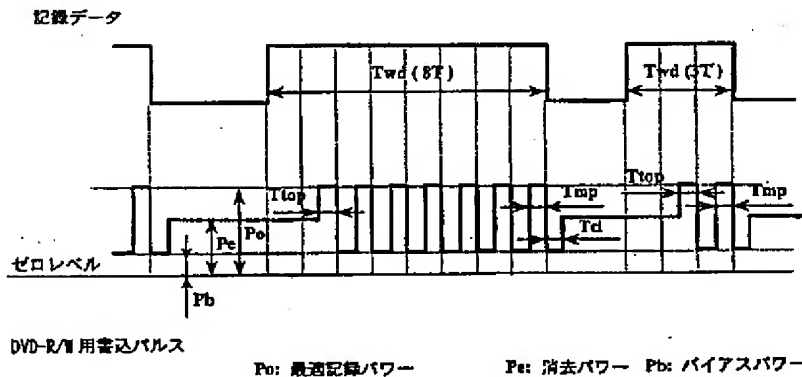 記録データ
Twd (8T)
Twd (3T)
Ttop
Tmp
Ttop
Tmp
Pe
Po
Tcl
ゼロレベル
Pb
DVD-R/W 用書込パルス
Po: 最適記録パワー Pe: 消去パワー Pb: バイアスパワー